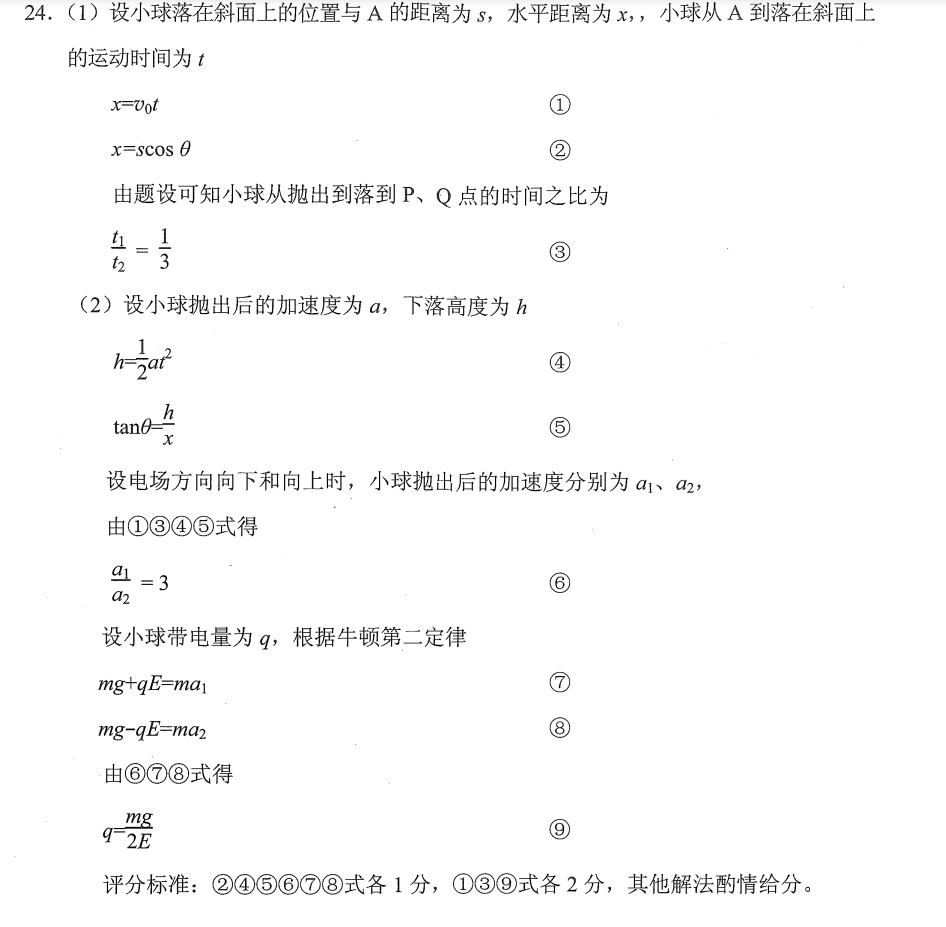 24.（1）设小球落在斜面上的位置与 A 的距离为 s，水平距离为 x,，小球从 A 到落在斜面上
的运动时间为 t
x=v₀t ①
x=scos θ ②
由题设可知小球从抛出到落到 P、Q 点的时间之比为
t₁/t₂ = 1/3 ③
（2）设小球抛出后的加速度为 a，下落高度为 h
h=1/2at² ④
tanθ=h/x ⑤
设电场方向向下和向上时，小球抛出后的加速度分别为 a₁、a₂，
由①③④⑤式得
a₁/a₂ = 3 ⑥
设小球带电量为 q，根据牛顿第二定律
mg+qE=ma₁ ⑦
mg-qE=ma₂ ⑧
由⑥⑦⑧式得
q=mg/2E ⑨
评分标准：②④⑤⑥⑦⑧式各 1 分，①③⑨式各 2 分，其他解法酌情给分。